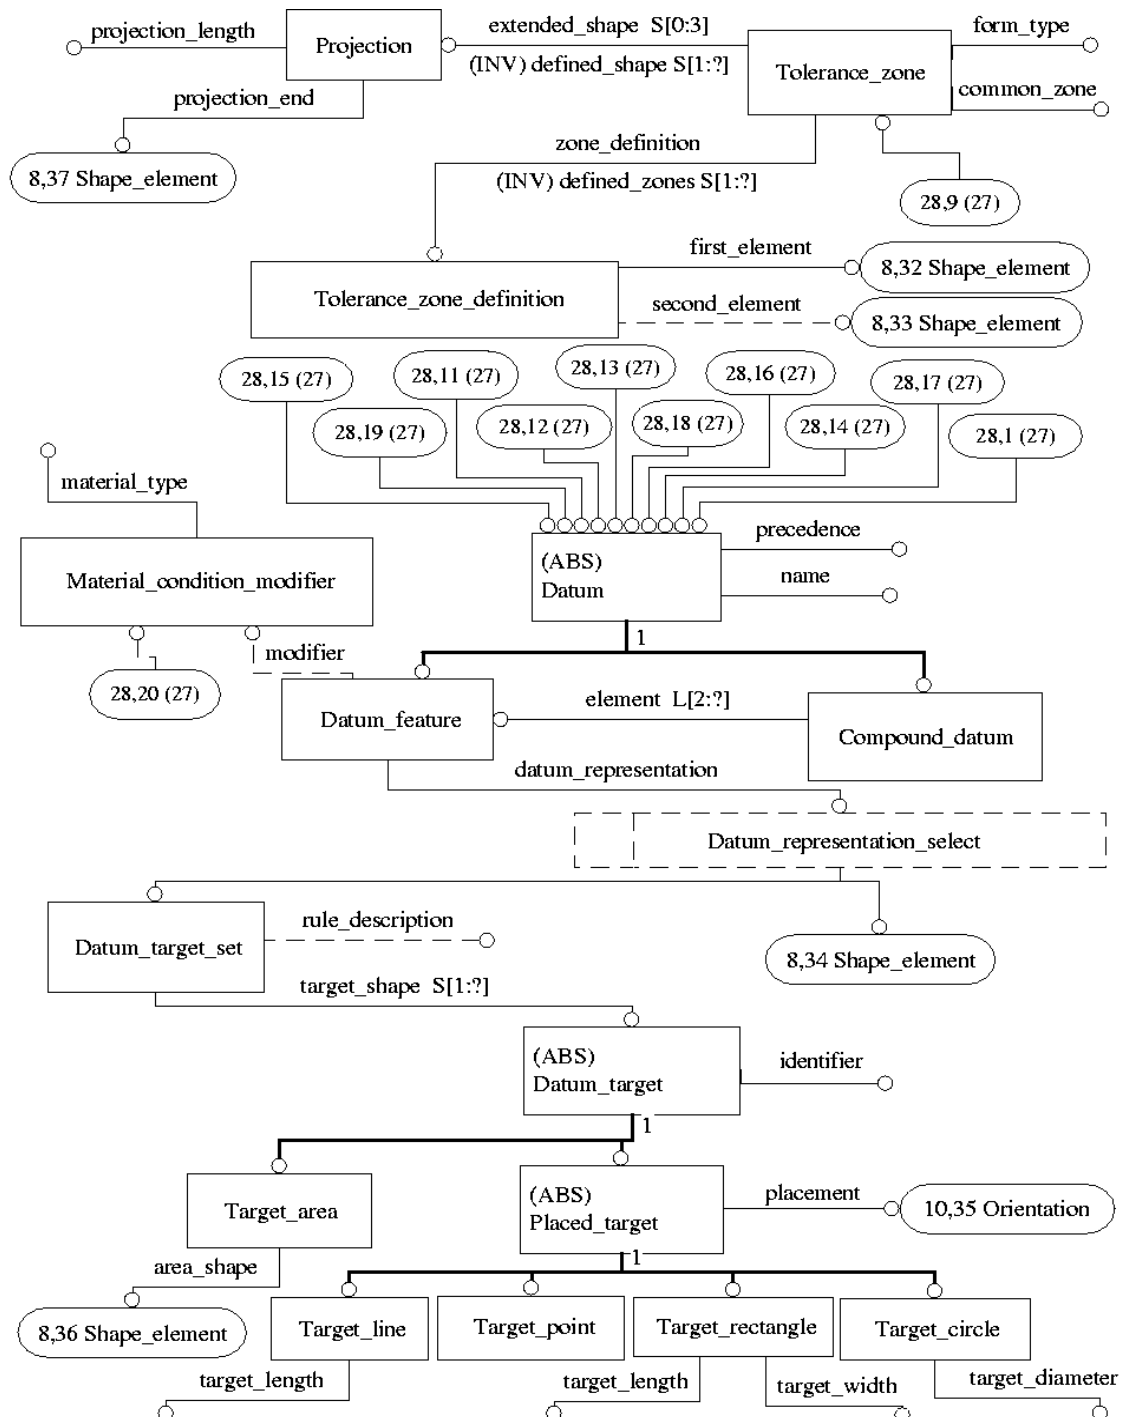 projection_length
Projection
extended_shape S[0:3]
(INV) defined_shape S[1:?]
form_type
Tolerance_zone
common_zone
projection_end
8,37 Shape_element
zone_definition
(INV) defined_zones S[1:?]
28,9 (27)
first_element
8,32 Shape_element
Tolerance_zone_definition
second_element
8,33 Shape_element
28,15 (27)
28,11 (27)
28,13 (27)
28,16 (27)
28,17 (27)
28,19 (27)
28,12 (27)
28,18 (27)
28,14 (27)
28,1 (27)
material_type
Material_condition_modifier
(ABS)
Datum
precedence
name
1
28,20 (27)
modifier
Datum_feature
element L[2:?]
Compound_datum
datum_representation
Datum_representation_select
Datum_target_set
rule_description
8,34 Shape_element
target_shape S[1:?]
(ABS)
Datum_target
identifier
1
Target_area
(ABS)
Placed_target
placement
10,35 Orientation
1
area_shape
8,36 Shape_element
Target_line
Target_point
Target_rectangle
Target_circle
target_length
target_length
target_width
target_diameter